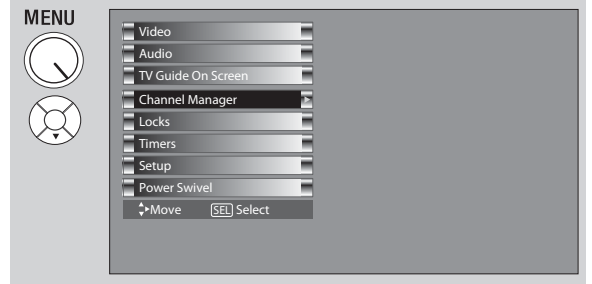 MENU
Video
Audio
TV Guide On Screen
Channel Manager
Locks
Timers
Setup
Power Swivel
Move SEL Select